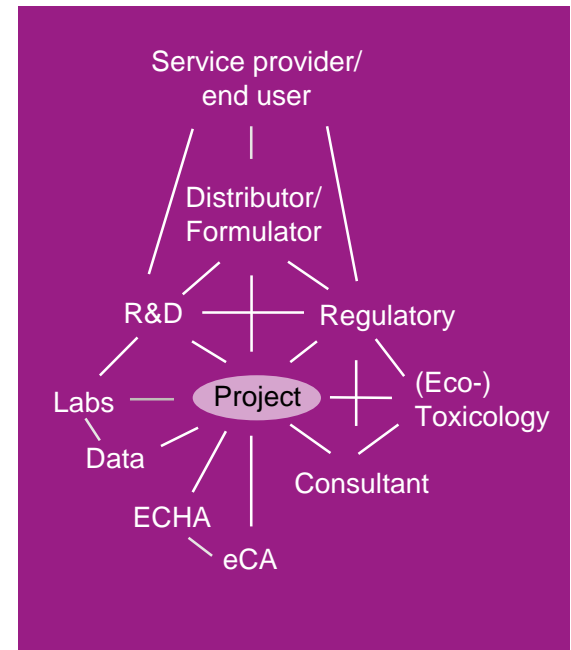 Service provider/
end user
Distributor/
Formulator
R&D
Regulatory
Labs
Project
(Eco-)
Toxicology
Data
Consultant
ECHA
eCA